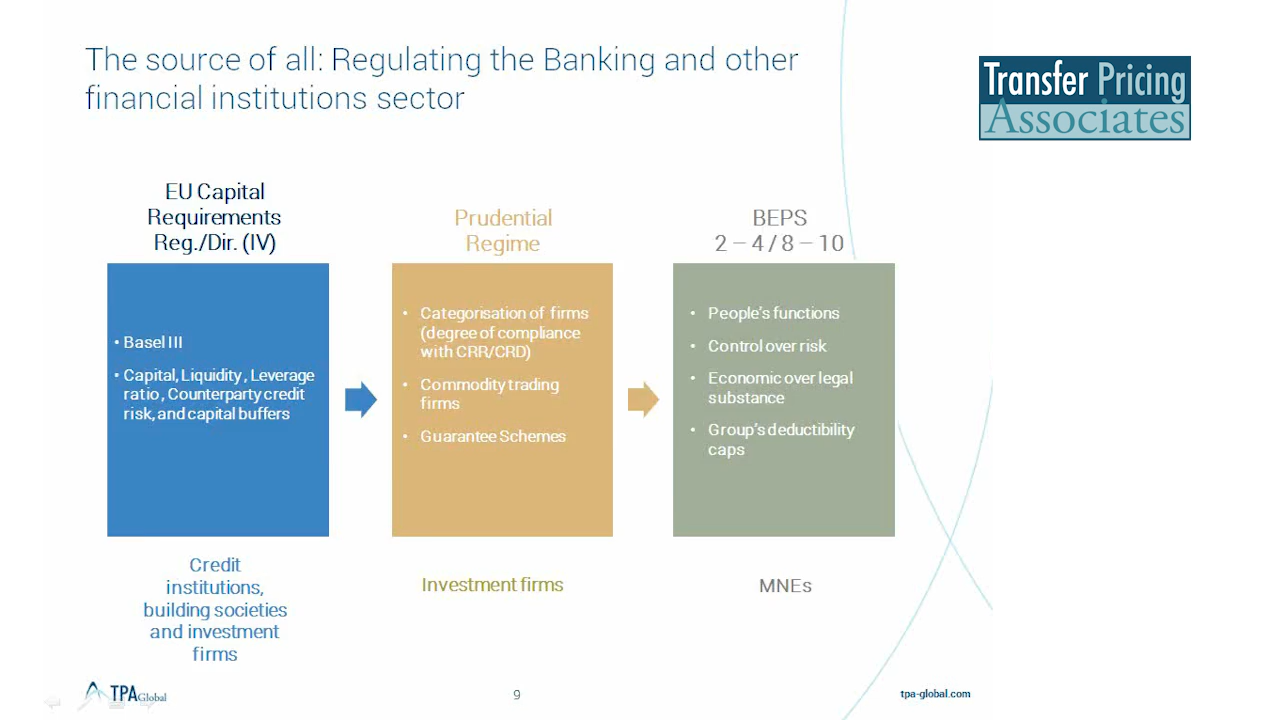 The source of all: Regulating the Banking and other
financial institutions sector
Transfer Pricing
Associates
EU Capital
Requirements
Reg./Dir. (IV)
• Basel III
• Capital, Liquidity , Leverage
ratio , Counterparty credit
risk, and capital buffers
Credit
institutions,
building societies
and investment
firms
Prudential
Regime
• Categorisation of firms
(degree of compliance
with CRR/CRD)
• Commodity trading
firms
• Guarantee Schemes
Investment firms
BEPS
2 – 4 / 8 – 10
• People's functions
• Control over risk
• Economic over legal
substance
• Group's deductibility
caps
MNEs
TPA Global
9
tpa-global.com